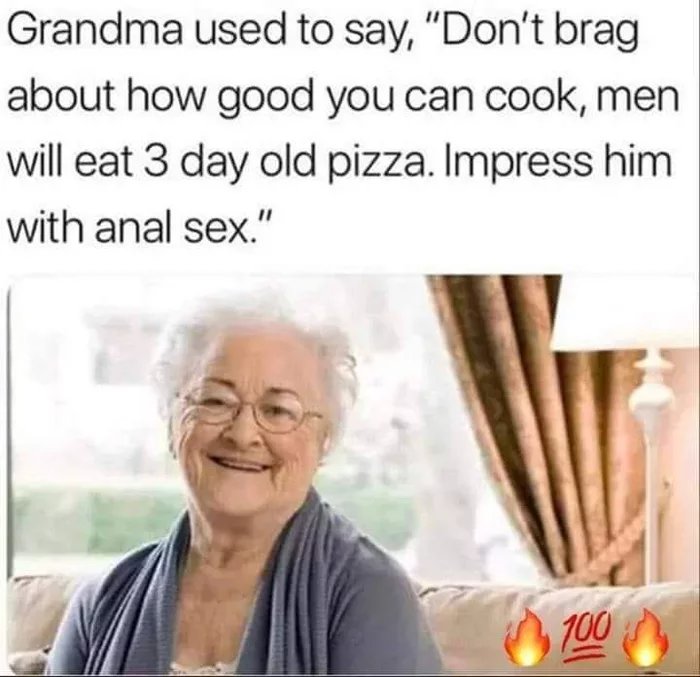 Grandma used to say, "Don't brag
about how good you can cook, men
will eat 3 day old pizza. Impress him
with anal sex."
🔥💯🔥